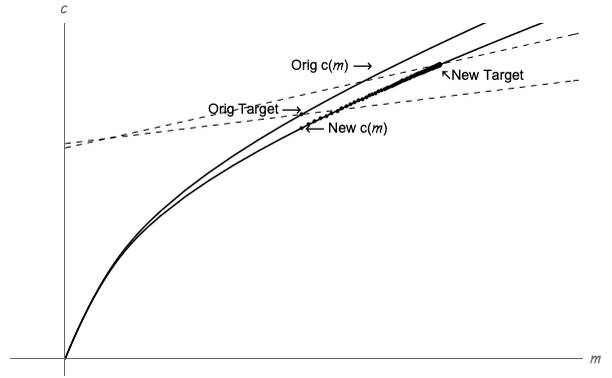 c
Orig c(m) →
↖New Target
Orig Target →
← New c(m)
m